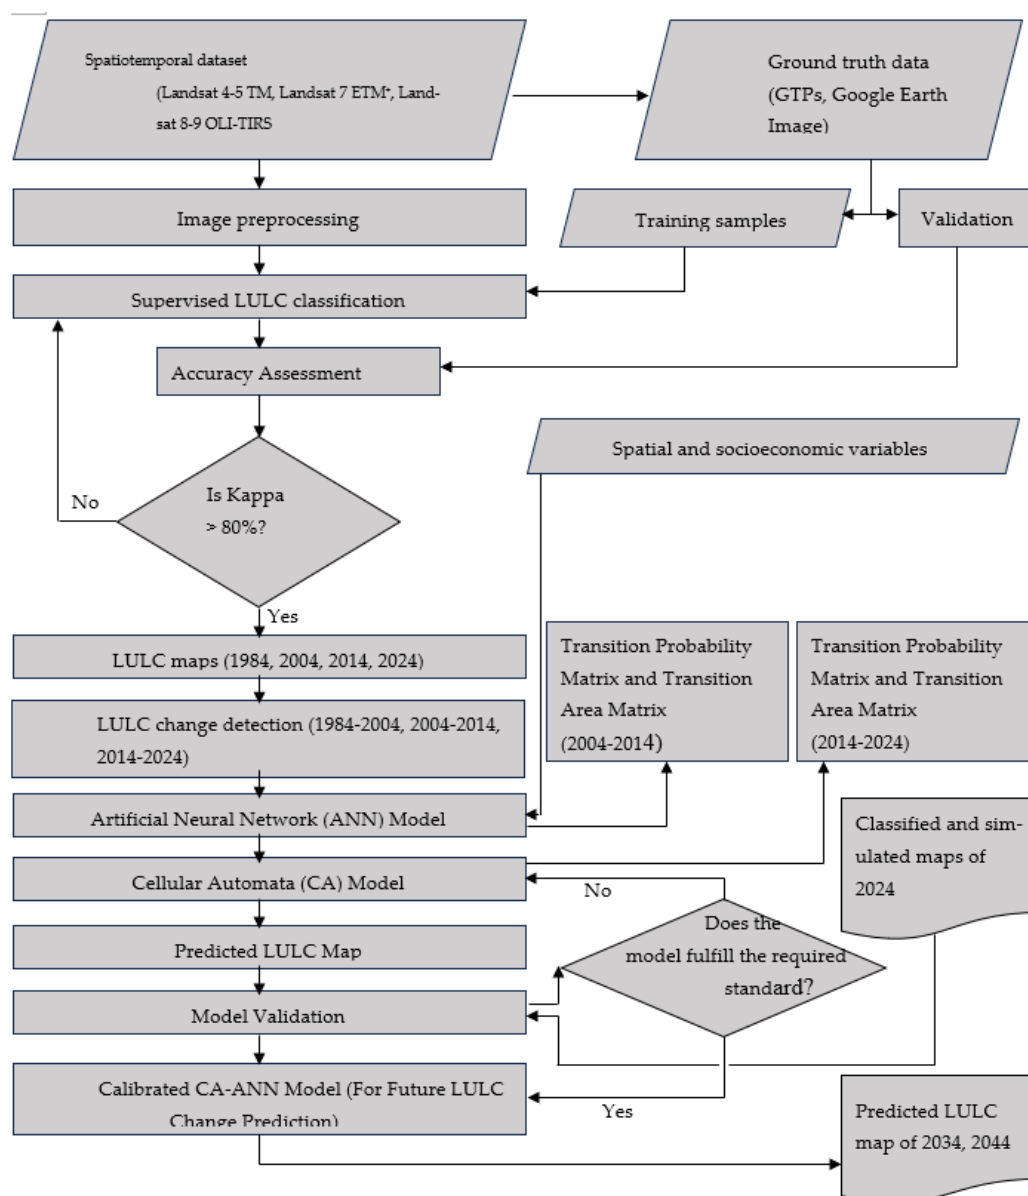 Spatiotemporal dataset
(Landsat 4-5 TM, Landsat 7 ETM⁺, Land-
sat 8-9 OLI-TIRS
Ground truth data
(GTPs, Google Earth
Image)
Image preprocessing
Training samples
Validation
Supervised LULC classification
Accuracy Assessment
Spatial and socioeconomic variables
Is Kappa
> 80%?
No
Yes
LULC maps (1984, 2004, 2014, 2024)
Transition Probability
Matrix and Transition
Area Matrix
(2004-2014)
Transition Probability
Matrix and Transition
Area Matrix
(2014-2024)
LULC change detection (1984-2004, 2004-2014,
2014-2024)
Artificial Neural Network (ANN) Model
Classified and sim-
ulated maps of
2024
Cellular Automata (CA) Model
No
Does the
model fulfill the required
standard?
Predicted LULC Map
Model Validation
Calibrated CA-ANN Model (For Future LULC
Change Prediction)
Yes
Predicted LULC
map of 2034, 2044